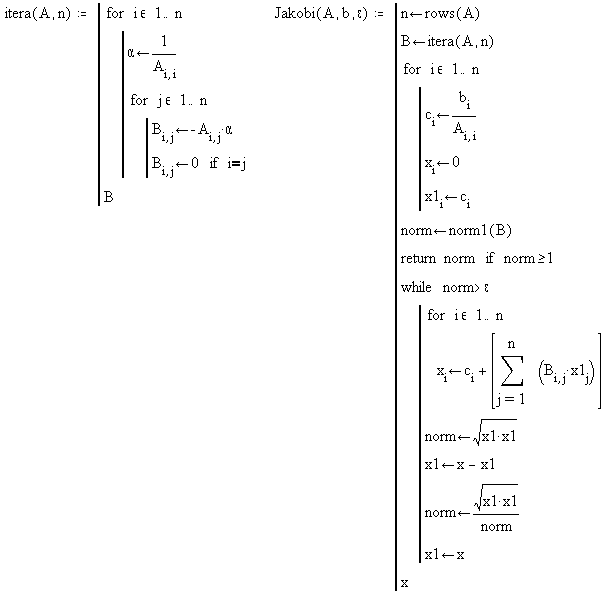 itera(A,n) :=
for i ∈ 1.. n
α ← 1/A_{i,i}
for j ∈ 1.. n
B_{i,j} ← -A_{i,j}·α
B_{i,j} ← 0 if i=j
B
Jakobi(A,b,ε) :=
n ← rows(A)
B ← itera(A,n)
for i ∈ 1.. n
c_i ← b_i/A_{i,i}
x_i ← 0
x1_i ← c_i
norm ← norm1(B)
return norm if norm ≥ 1
while norm > ε
for i ∈ 1.. n
x_i ← c_i + [∑_{j=1}^{n} (B_{i,j}·x1_j)]
norm ← √(x1·x1)
x1 ← x − x1
norm ← √(x1·x1)/norm
x1 ← x
x